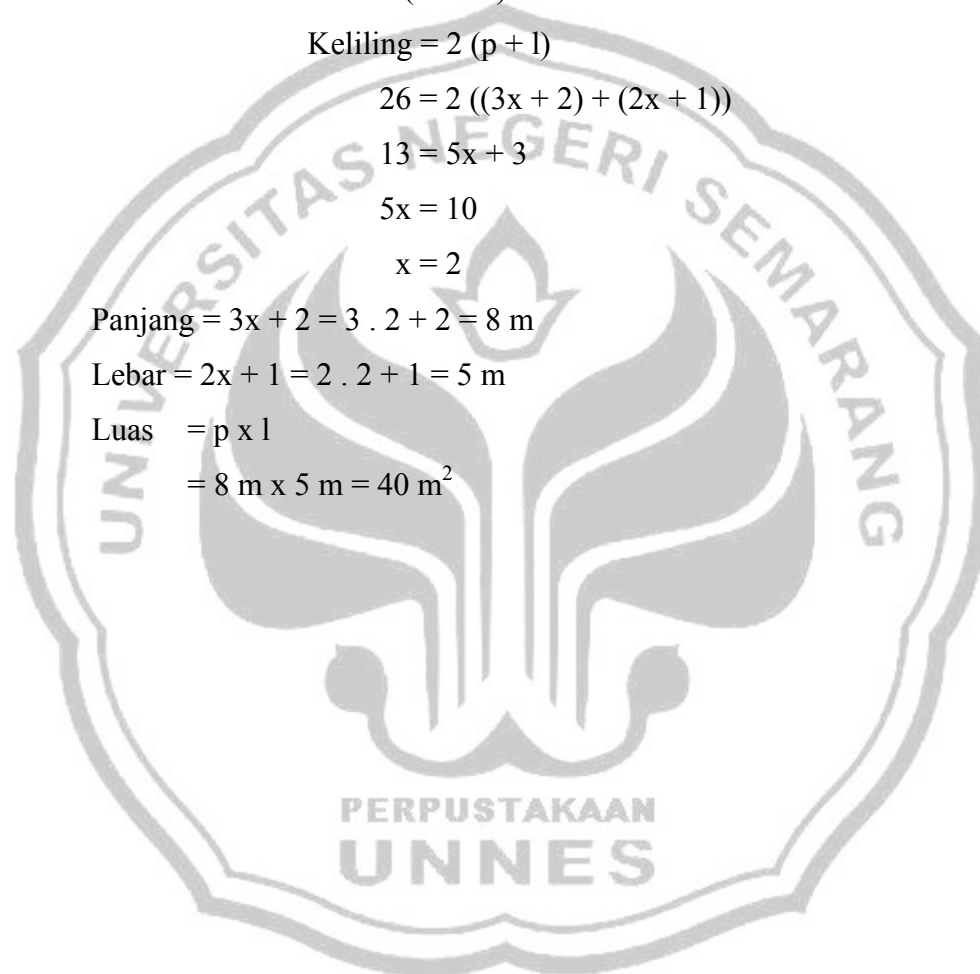 Keliling = 2 (p + l)
26 = 2 ((3x + 2) + (2x + 1))
13 = 5x + 3
5x = 10
x = 2
Panjang = 3x + 2 = 3 . 2 + 2 = 8 m
Lebar = 2x + 1 = 2 . 2 + 1 = 5 m
Luas = p x l
= 8 m x 5 m = 40 m²
UNIVERSITAS NEGERI SEMARANG
PERPUSTAKAAN
UNNES